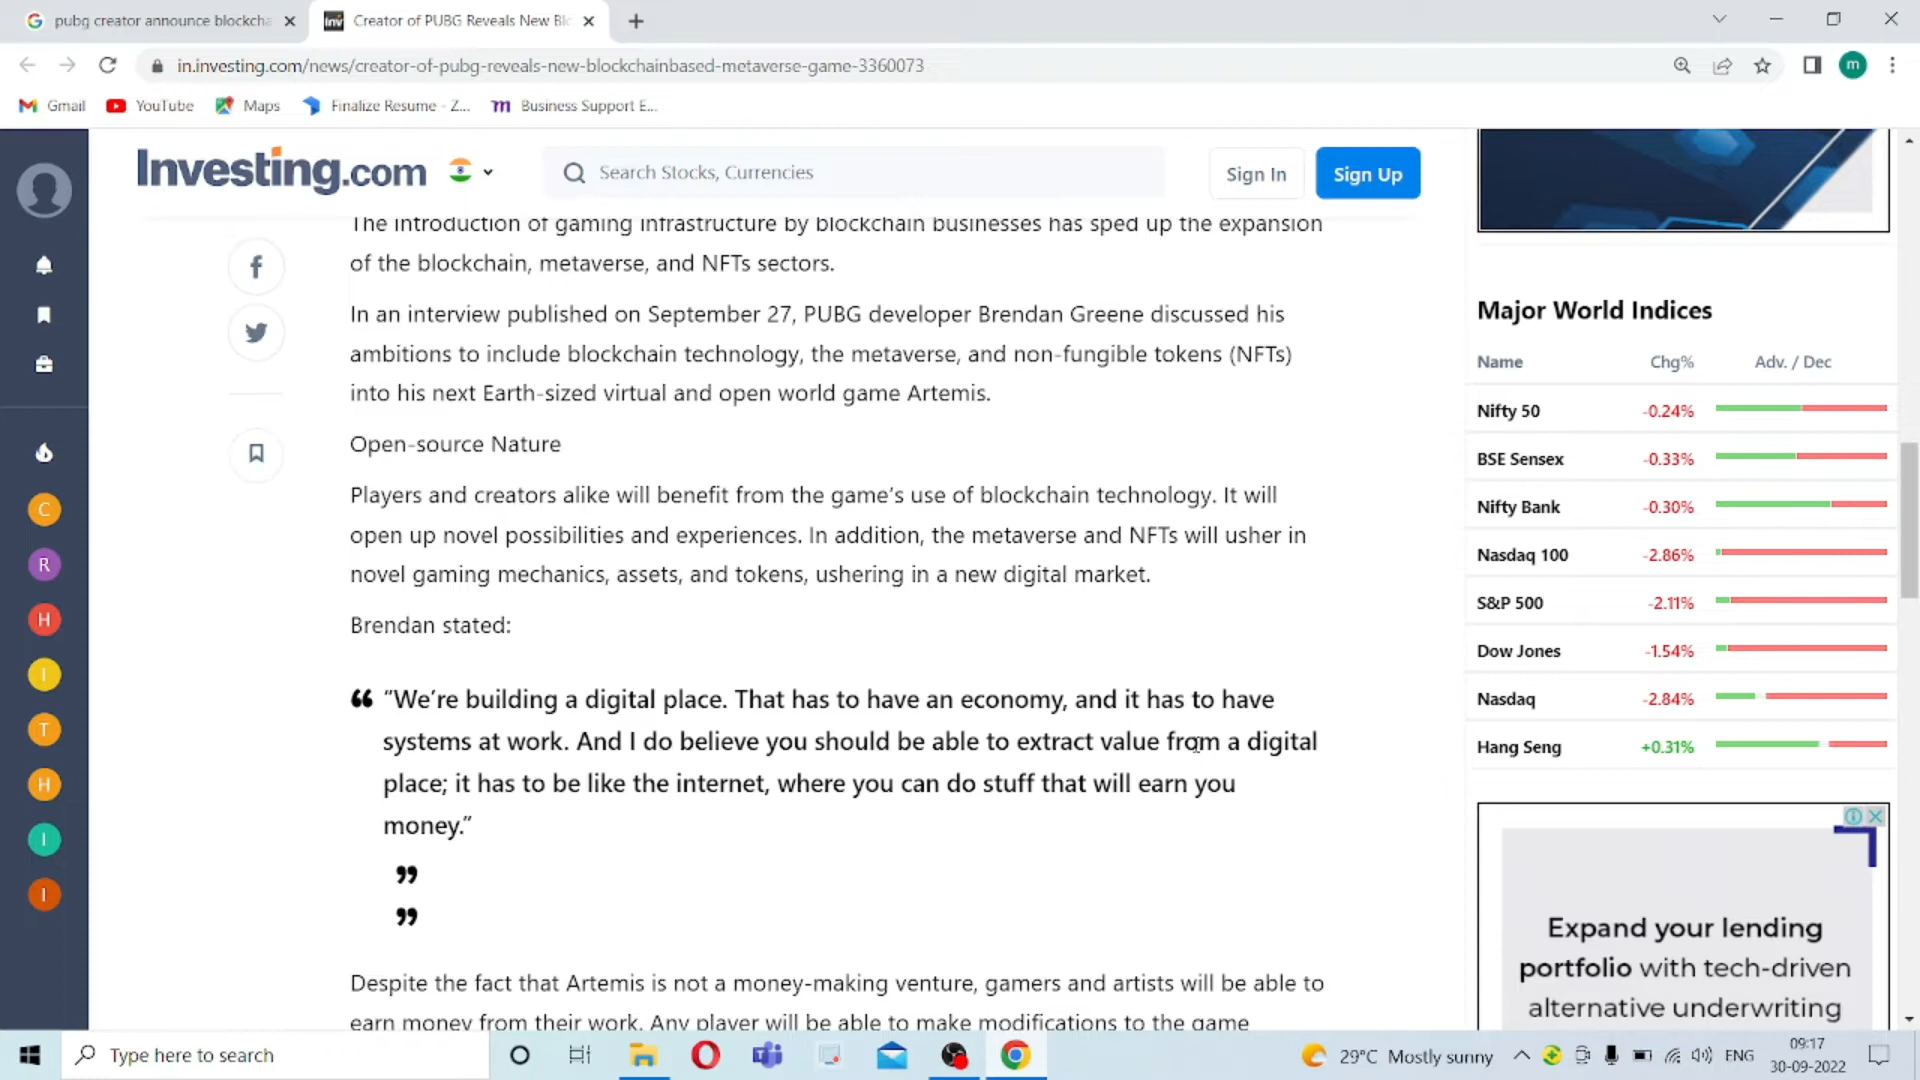 pubg creator announce blockcha
Creator of PUBG Reveals New Blo
in.investing.com/news/creator-of-pubg-reveals-new-blockchainbased-metaverse-game-3360073
m
Gmail
YouTube
Maps
Finalize Resume - Z...
Business Support E...
Investing.com
Search Stocks, Currencies
Sign In
Sign Up
The introduction of gaming infrastructure by blockchain businesses has sped up the expansion
of the blockchain, metaverse, and NFTs sectors.
In an interview published on September 27, PUBG developer Brendan Greene discussed his
ambitions to include blockchain technology, the metaverse, and non-fungible tokens (NFTs)
into his next Earth-sized virtual and open world game Artemis.
Open-source Nature
Players and creators alike will benefit from the game’s use of blockchain technology. It will
open up novel possibilities and experiences. In addition, the metaverse and NFTs will usher in
novel gaming mechanics, assets, and tokens, ushering in a new digital market.
Brendan stated:
“ “We’re building a digital place. That has to have an economy, and it has to have
systems at work. And I do believe you should be able to extract value from a digital
place; it has to be like the internet, where you can do stuff that will earn you
money.”
”
”
Despite the fact that Artemis is not a money-making venture, gamers and artists will be able to
earn money from their work. Any player will be able to make modifications to the game
C
R
H
I
T
H
I
I
Major World Indices
Name Chg% Adv. / Dec
Nifty 50 -0.24%
BSE Sensex -0.33%
Nifty Bank -0.30%
Nasdaq 100 -2.86%
S&P 500 -2.11%
Dow Jones -1.54%
Nasdaq -2.84%
Hang Seng +0.31%
Expand your lending
portfolio with tech-driven
alternative underwriting
Type here to search
29°C Mostly sunny
ENG
09:17
30-09-2022